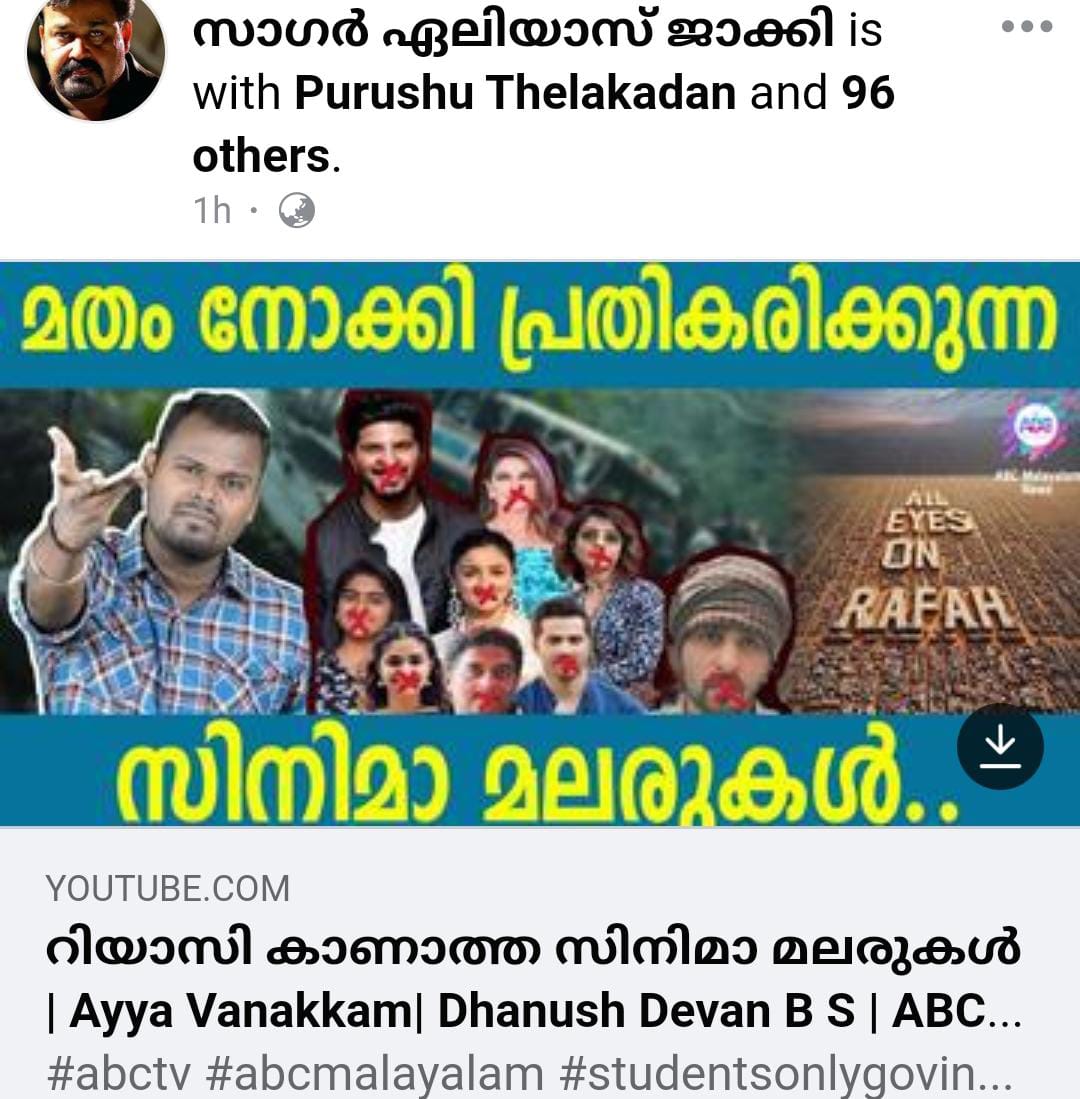 സാഗർ ഏലിയാസ് ജാക്കി is
with Purushu Thelakadan and 96
others.
1h ·
മതം നോക്കി പ്രതികരിക്കുന്ന
ABC Malayalam
News
ALL
EYES
ON
RAFAH
സിനിമാ മലരുകൾ..
YOUTUBE.COM
റിയാസി കാണാത്ത സിനിമാ മലരുകൾ
| Ayya Vanakkam| Dhanush Devan B S | ABC...
#abctv #abcmalayalam #studentsonlygovin...